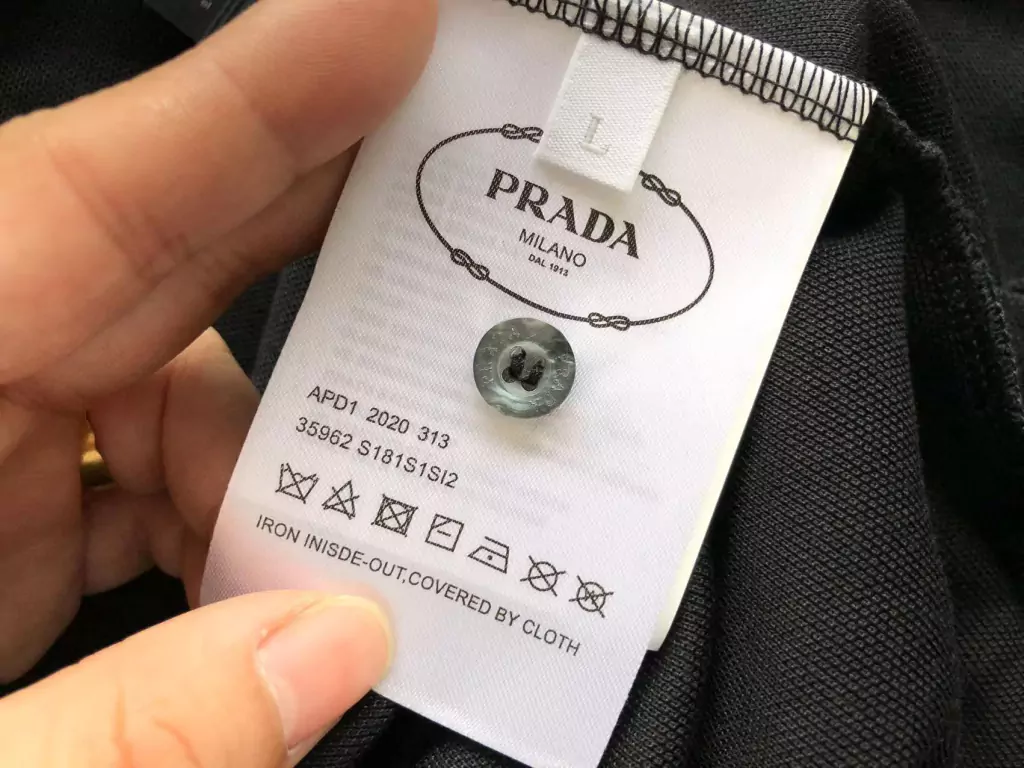 L
PRADA
MILANO
DAL 1913
APD1 2020 313
35962 S181S1SI2
IRON INISDE-OUT,COVERED BY CLOTH